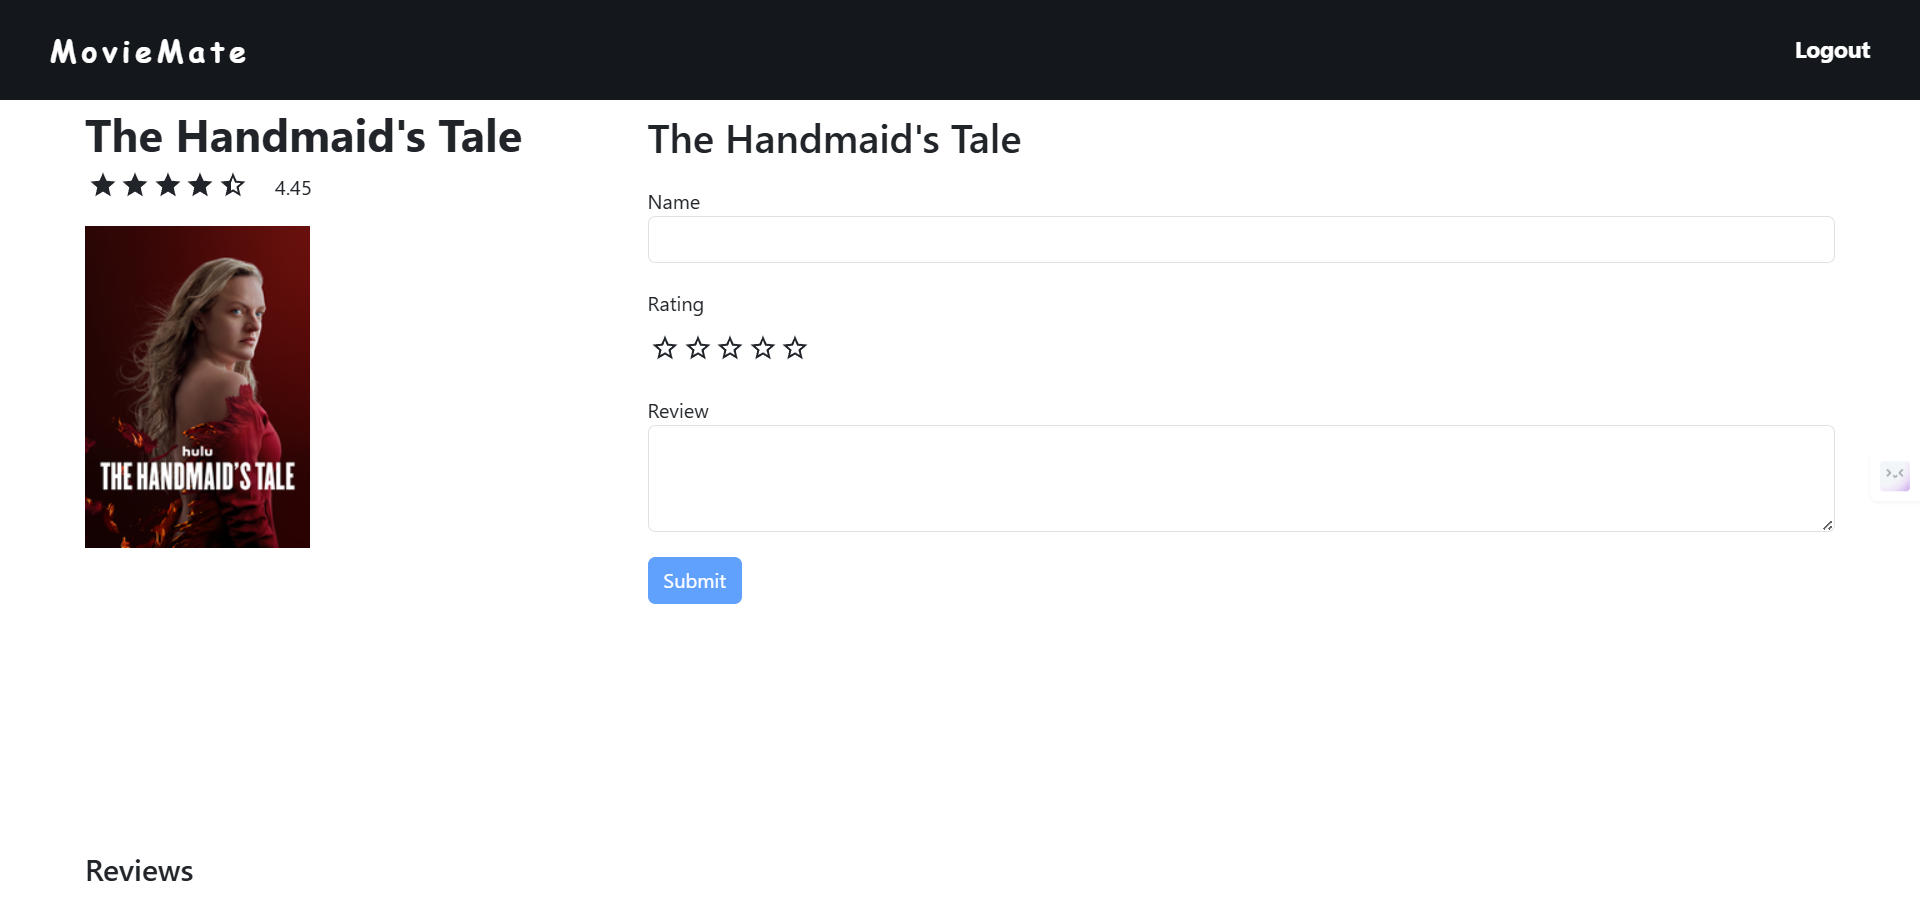 MovieMate
Logout
The Handmaid's Tale
4.45
hulu
THE HANDMAID'S TALE
The Handmaid's Tale
Name
Rating
Review
Submit
Reviews